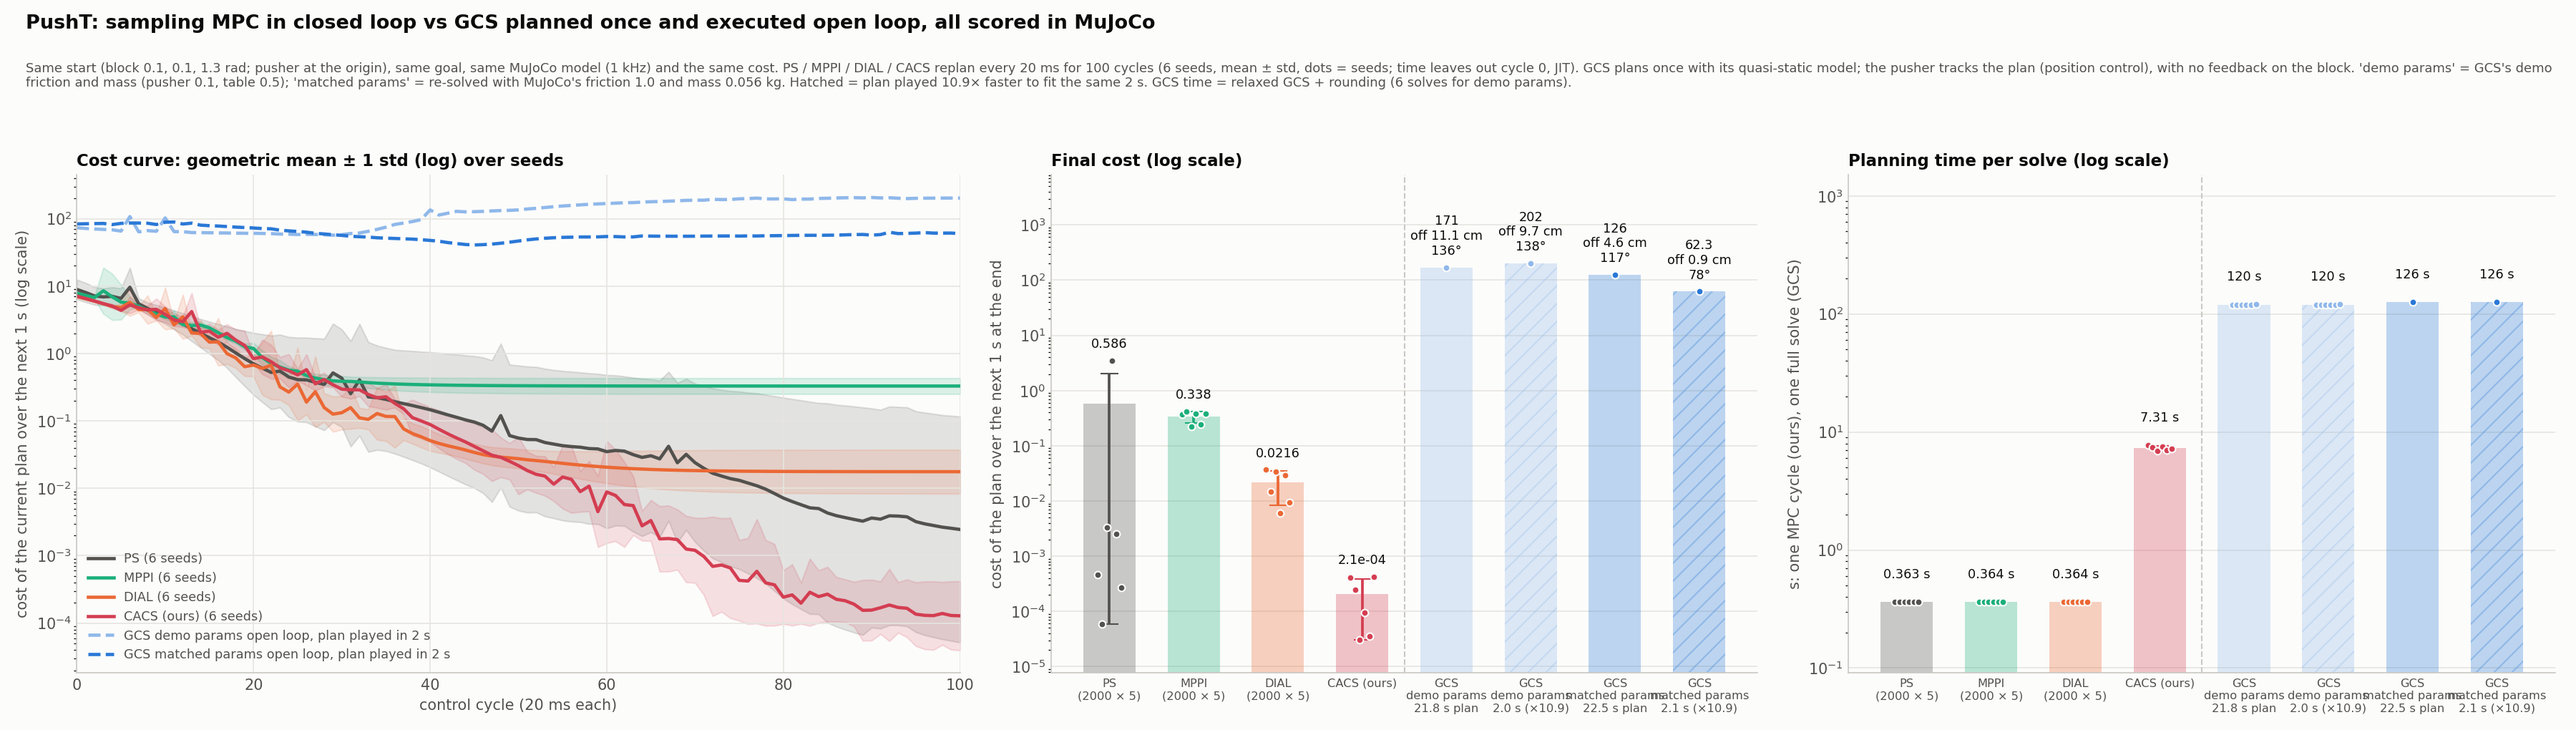 PushT: sampling MPC in closed loop vs GCS planned once and executed open loop, all scored in MuJoCo
Same start (block 0.1, 0.1, 1.3 rad; pusher at the origin), same goal, same MuJoCo model (1 kHz) and the same cost. PS / MPPI / DIAL / CACS replan every 20 ms for 100 cycles (6 seeds, mean ± std, dots = seeds; time leaves out cycle 0, JIT). GCS plans once with its quasi-static model; the pusher tracks the plan (position control), with no feedback on the block. 'demo params' = GCS's demo
friction and mass (pusher 0.1, table 0.5); 'matched params' = re-solved with MuJoCo's friction 1.0 and mass 0.056 kg. Hatched = plan played 10.9× faster to fit the same 2 s. GCS time = relaxed GCS + rounding (6 solves for demo params).
Cost curve: geometric mean ± 1 std (log) over seeds
cost of the current plan over the next 1 s (log scale)
10²
10¹
10⁰
10⁻¹
10⁻²
10⁻³
10⁻⁴
PS (6 seeds)
MPPI (6 seeds)
DIAL (6 seeds)
CACS (ours) (6 seeds)
GCS demo params open loop, plan played in 2 s
GCS matched params open loop, plan played in 2 s
0 20 40 60 80 100
control cycle (20 ms each)
Final cost (log scale)
cost of the plan over the next 1 s at the end
10³
10²
10¹
10⁰
10⁻¹
10⁻²
10⁻³
10⁻⁴
10⁻⁵
0.586
0.338
0.0216
2.1e-04
171
off 11.1 cm
136°
202
off 9.7 cm
138°
126
off 4.6 cm
117°
62.3
off 0.9 cm
78°
PS
(2000 × 5)
MPPI
(2000 × 5)
DIAL
(2000 × 5)
CACS (ours)
GCS
demo params
21.8 s plan
GCS
demo params
2.0 s (×10.9)
GCS
matched params
22.5 s plan
GCS
matched params
2.1 s (×10.9)
Planning time per solve (log scale)
s: one MPC cycle (ours), one full solve (GCS)
10³
10²
10¹
10⁰
10⁻¹
0.363 s
0.364 s
0.364 s
7.31 s
120 s
120 s
126 s
126 s
PS
(2000 × 5)
MPPI
(2000 × 5)
DIAL
(2000 × 5)
CACS (ours)
GCS
demo params
21.8 s plan
GCS
demo params
2.0 s (×10.9)
GCS
matched params
22.5 s plan
GCS
matched params
2.1 s (×10.9)